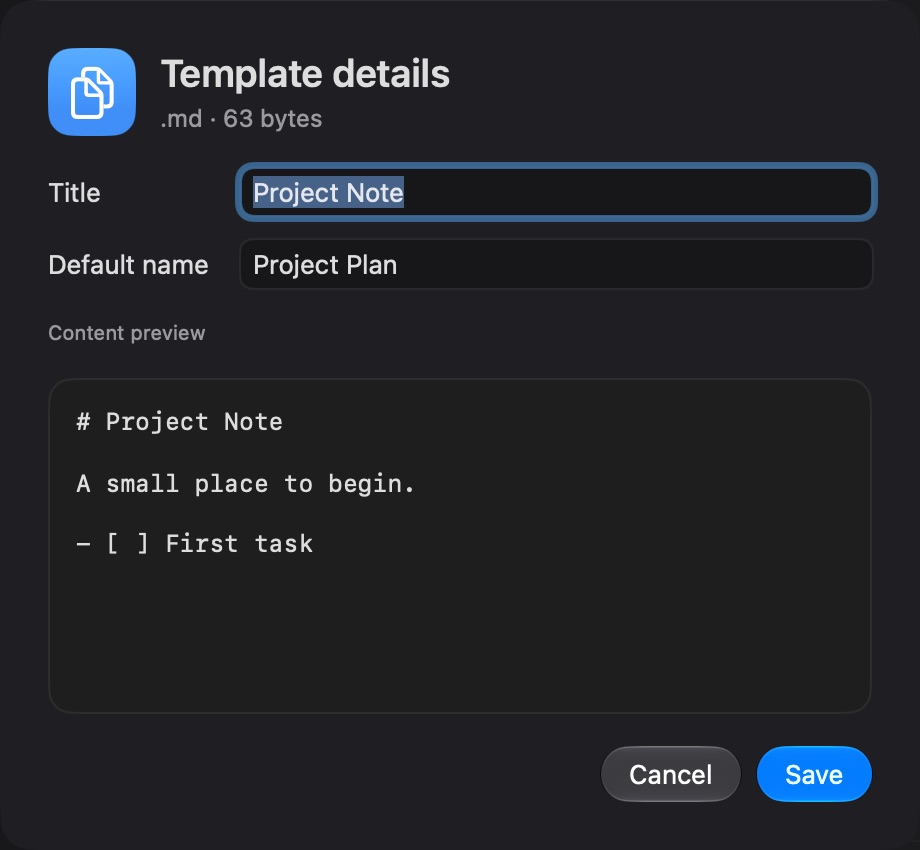 Template details
.md · 63 bytes
Title Project Note
Default name Project Plan
Content preview
# Project Note
A small place to begin.
– [ ] First task
Cancel Save